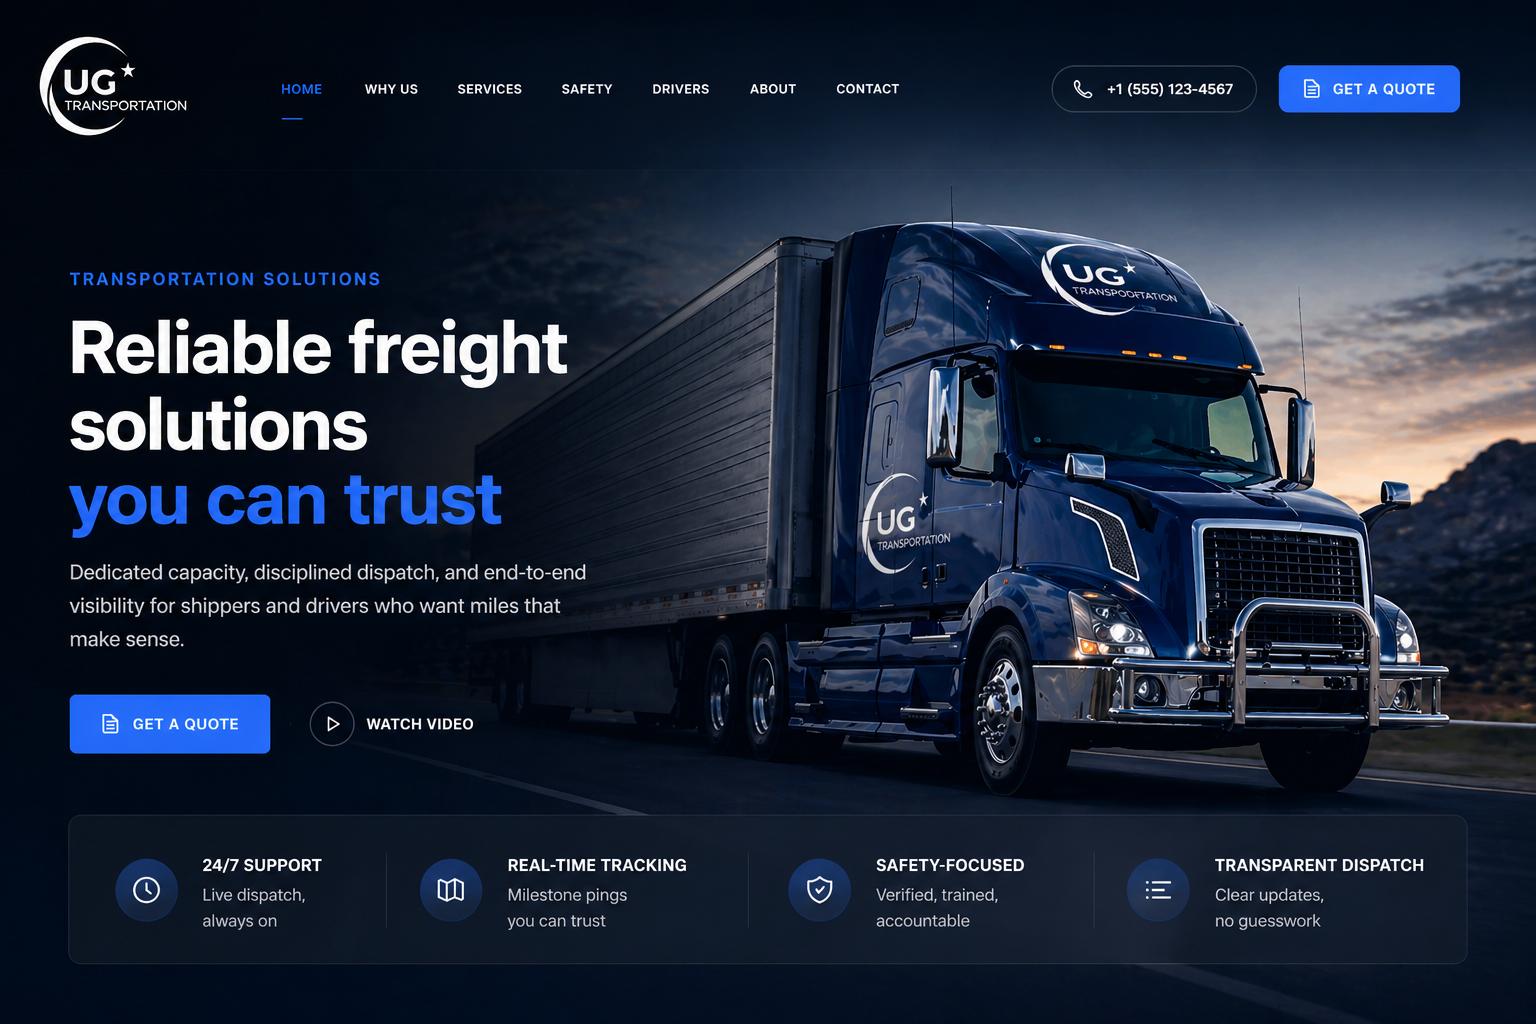 UG
TRANSPORTATION
HOME
WHY US
SERVICES
SAFETY
DRIVERS
ABOUT
CONTACT
+1 (555) 123-4567
GET A QUOTE
TRANSPORTATION SOLUTIONS
Reliable freight
solutions
you can trust
Dedicated capacity, disciplined dispatch, and end-to-end
visibility for shippers and drivers who want miles that
make sense.
GET A QUOTE
WATCH VIDEO
UG
TRANSPODFTATION
UG
TRANSPORTATION
24/7 SUPPORT
Live dispatch,
always on
REAL-TIME TRACKING
Milestone pings
you can trust
SAFETY-FOCUSED
Verified, trained,
accountable
TRANSPARENT DISPATCH
Clear updates,
no guesswork